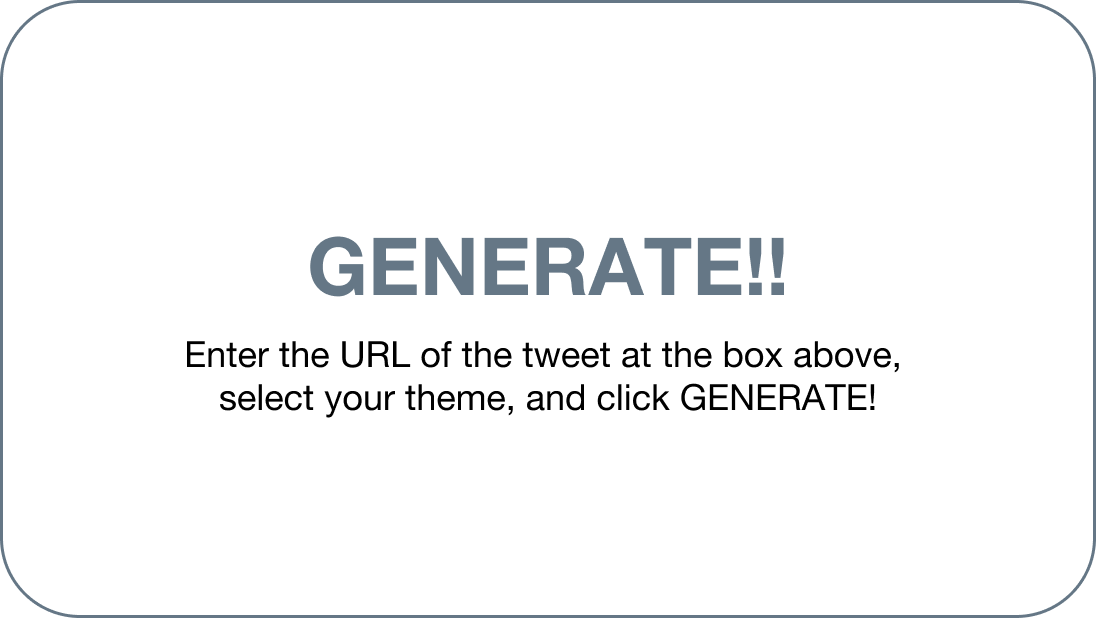 GENERATE!!
Enter the URL of the tweet at the box above,
select your theme, and click GENERATE!